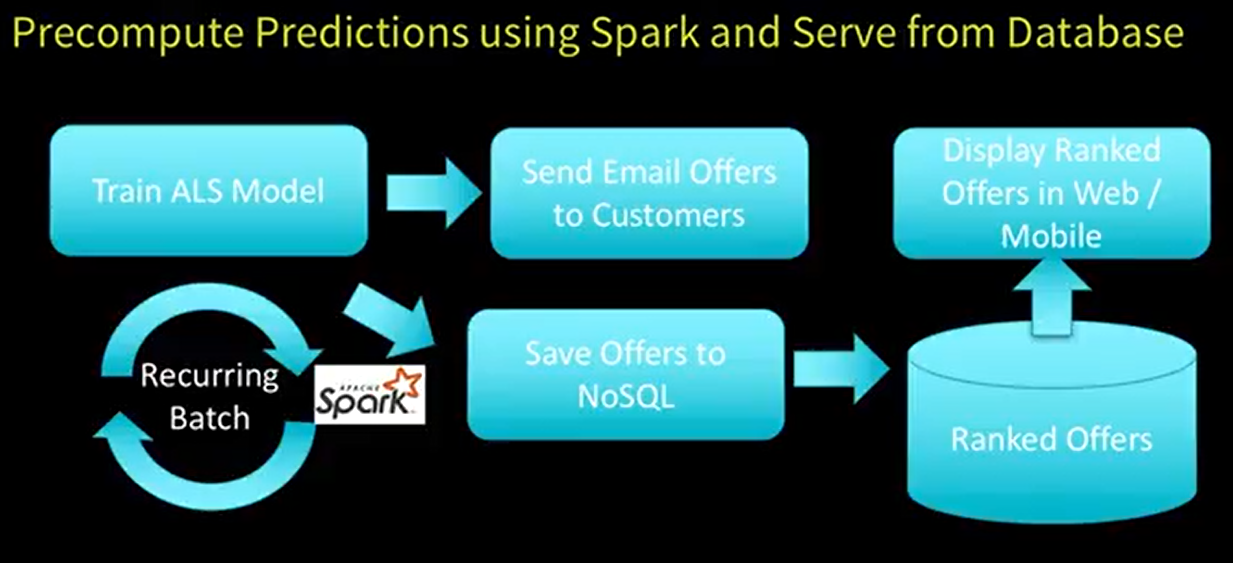 Precompute Predictions using Spark and Serve from Database
Train ALS Model
Send Email Offers
to Customers
Display Ranked
Offers in Web /
Mobile
Recurring
Batch
APACHE
Spark
Save Offers to
NoSQL
Ranked Offers